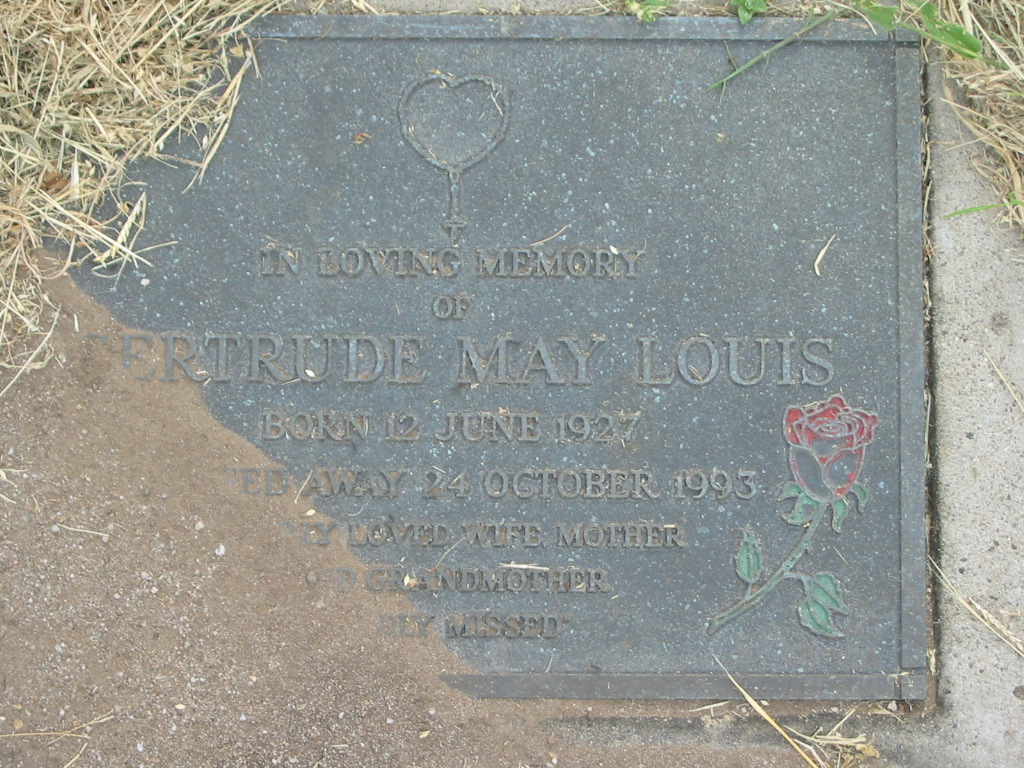 IN LOVING MEMORY
OF
GERTRUDE MAY LOUIS
BORN 12 JUNE 1927
AWAY 24 OCTOBER 1993
LOVED WIFE MOTHER
GRANDMOTHER
MISSED